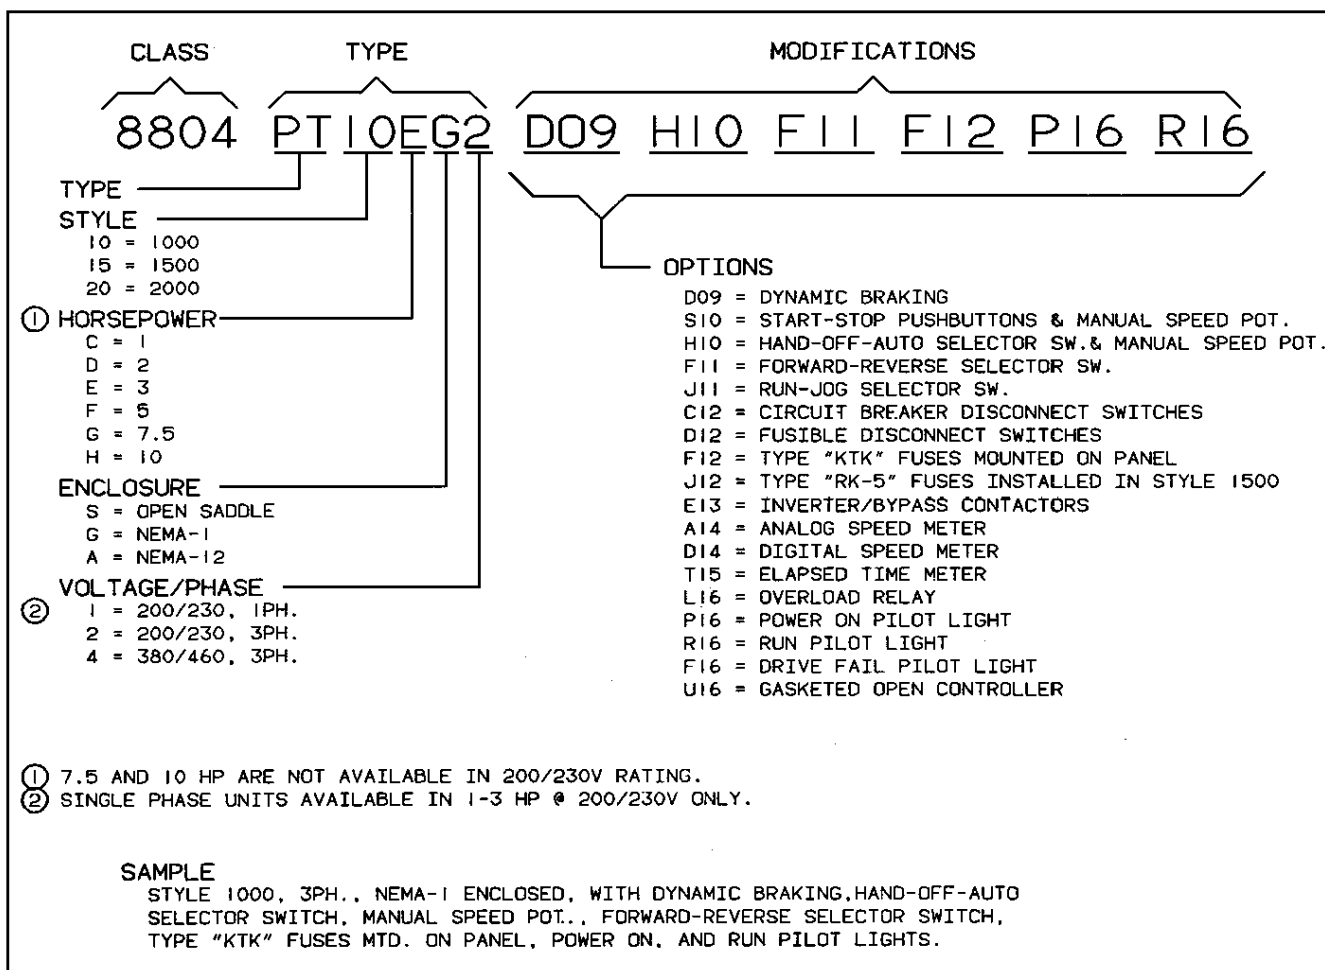 CLASS TYPE MODIFICATIONS
8804 PT10EG2 D09 H10 F11 F12 P16 R16
TYPE
STYLE
10 = 1000
15 = 1500
20 = 2000
① HORSEPOWER
C = 1
D = 2
E = 3
F = 5
G = 7.5
H = 10
ENCLOSURE
S = OPEN SADDLE
G = NEMA-1
A = NEMA-12
VOLTAGE/PHASE
② 1 = 200/230, 1PH.
2 = 200/230, 3PH.
4 = 380/460, 3PH.
OPTIONS
D09 = DYNAMIC BRAKING
S10 = START-STOP PUSHBUTTONS & MANUAL SPEED POT.
H10 = HAND-OFF-AUTO SELECTOR SW.& MANUAL SPEED POT.
F11 = FORWARD-REVERSE SELECTOR SW.
J11 = RUN-JOG SELECTOR SW.
C12 = CIRCUIT BREAKER DISCONNECT SWITCHES
D12 = FUSIBLE DISCONNECT SWITCHES
F12 = TYPE "KTK" FUSES MOUNTED ON PANEL
J12 = TYPE "RK-5" FUSES INSTALLED IN STYLE 1500
E13 = INVERTER/BYPASS CONTACTORS
A14 = ANALOG SPEED METER
D14 = DIGITAL SPEED METER
T15 = ELAPSED TIME METER
L16 = OVERLOAD RELAY
P16 = POWER ON PILOT LIGHT
R16 = RUN PILOT LIGHT
F16 = DRIVE FAIL PILOT LIGHT
U16 = GASKETED OPEN CONTROLLER
① 7.5 AND 10 HP ARE NOT AVAILABLE IN 200/230V RATING.
② SINGLE PHASE UNITS AVAILABLE IN 1-3 HP @ 200/230V ONLY.
SAMPLE
STYLE 1000, 3PH., NEMA-1 ENCLOSED, WITH DYNAMIC BRAKING,HAND-OFF-AUTO
SELECTOR SWITCH, MANUAL SPEED POT.., FORWARD-REVERSE SELECTOR SWITCH,
TYPE "KTK" FUSES MTD. ON PANEL, POWER ON, AND RUN PILOT LIGHTS.